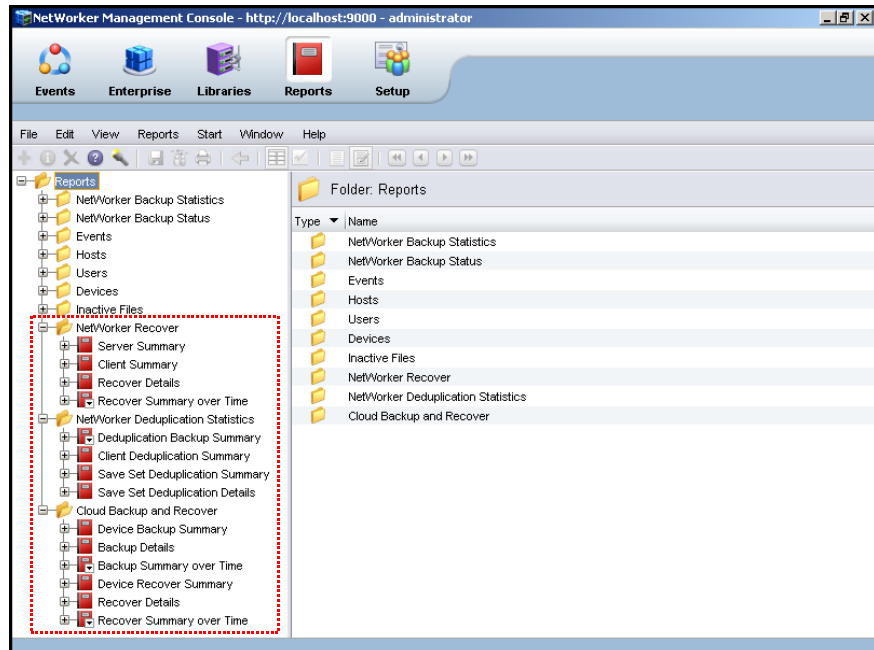 NetWorker Management Console - http://localhost:9000 - administrator
Events Enterprise Libraries Reports Setup
File Edit View Reports Start Window Help
Reports
NetWorker Backup Statistics
NetWorker Backup Status
Events
Hosts
Users
Devices
Inactive Files
NetWorker Recover
Server Summary
Client Summary
Recover Details
Recover Summary over Time
NetWorker Deduplication Statistics
Deduplication Backup Summary
Client Deduplication Summary
Save Set Deduplication Summary
Save Set Deduplication Details
Cloud Backup and Recover
Device Backup Summary
Backup Details
Backup Summary over Time
Device Recover Summary
Recover Details
Recover Summary over Time
Folder: Reports
Type Name
NetWorker Backup Statistics
NetWorker Backup Status
Events
Hosts
Users
Devices
Inactive Files
NetWorker Recover
NetWorker Deduplication Statistics
Cloud Backup and Recover